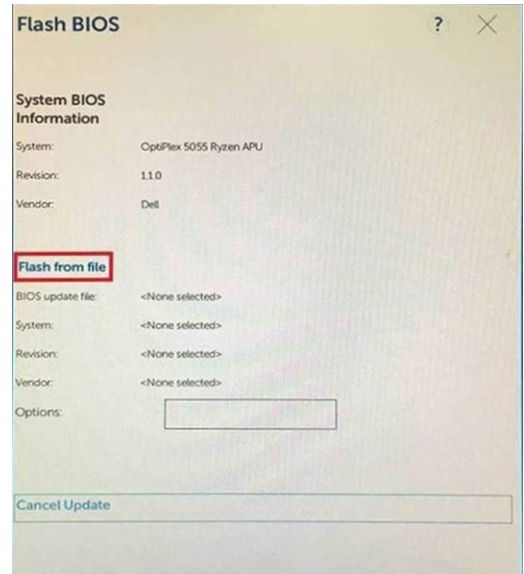 Flash BIOS ?
System BIOS
Information
System: OptiPlex 5055 Ryzen APU
Revision: 1.1.0
Vendor: Dell
Flash from file
BIOS update file: <None selected>
System: <None selected>
Revision: <None selected>
Vendor: <None selected>
Options:
Cancel Update